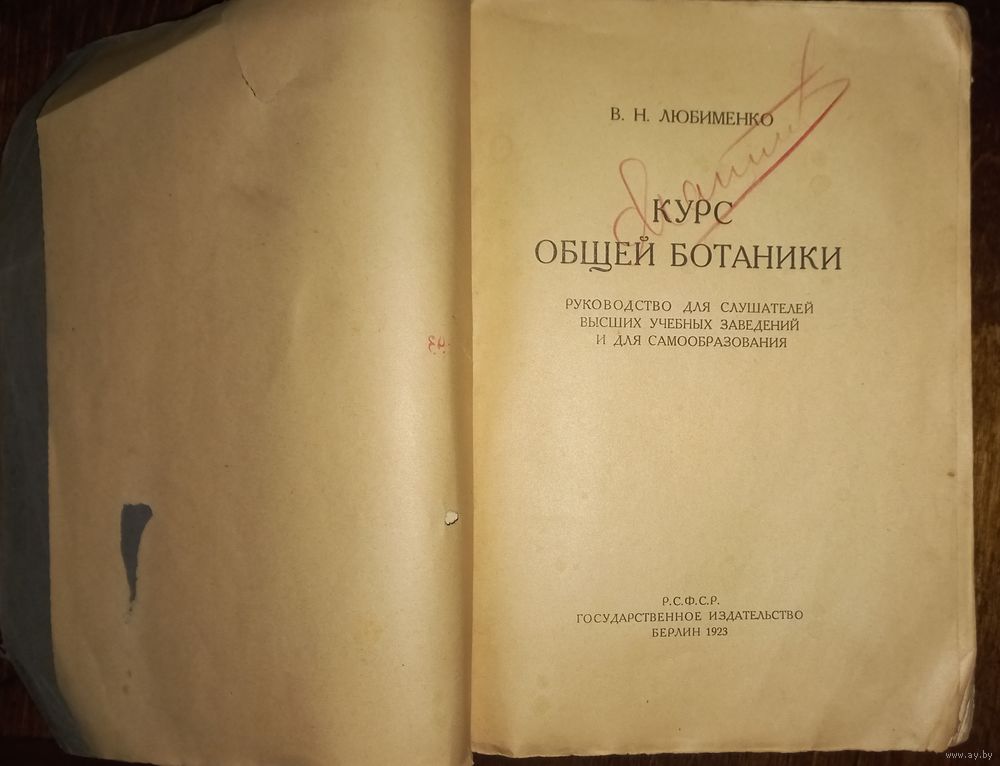 В. Н. ЛЮБИМЕНКО
КУРС
ОБЩЕЙ БОТАНИКИ
РУКОВОДСТВО ДЛЯ СЛУШАТЕЛЕЙ
ВЫСШИХ УЧЕБНЫХ ЗАВЕДЕНИЙ
И ДЛЯ САМООБРАЗОВАНИЯ
Р.С.Ф.С.Р.
ГОСУДАРСТВЕННОЕ ИЗДАТЕЛЬСТВО
БЕРЛИН 1923
www.ay.by